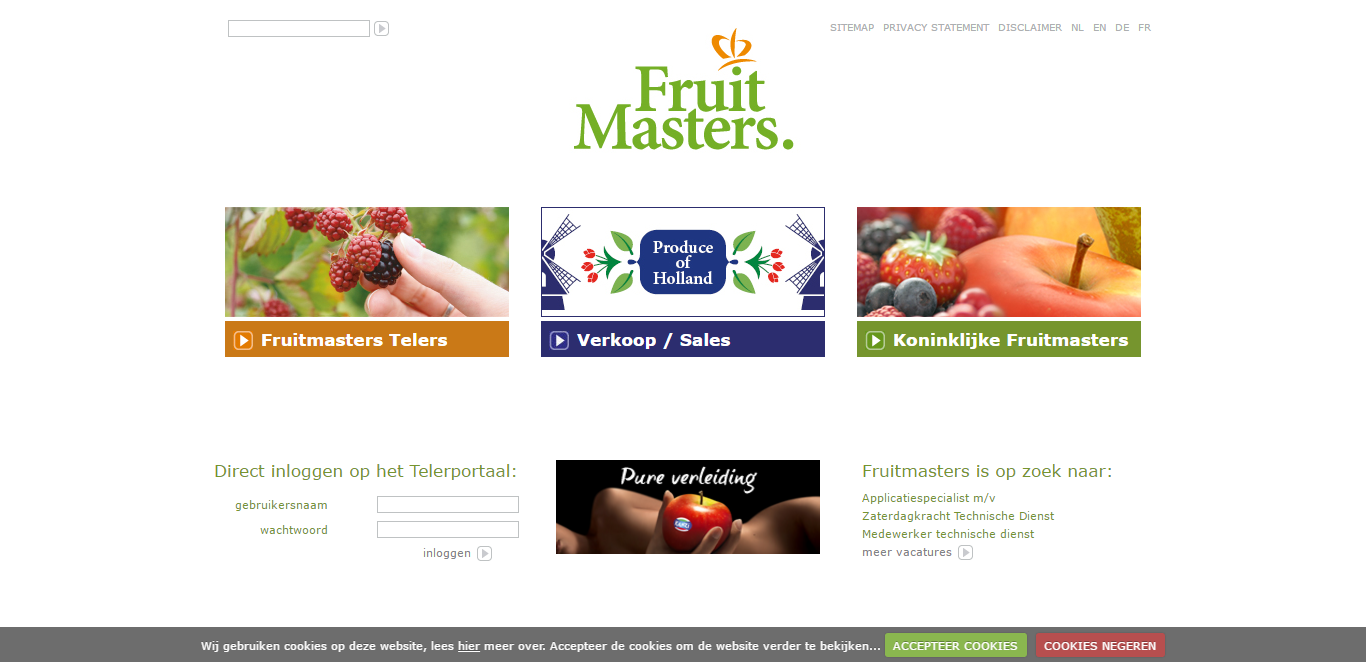 SITEMAP PRIVACY STATEMENT DISCLAIMER NL EN DE FR
Fruit
Masters.
Produce
of
Holland
Fruitmasters Telers
Verkoop / Sales
Koninklijke Fruitmasters
Direct inloggen op het Telerportaal:
gebruikersnaam
wachtwoord
inloggen
Pure verleiding
Fruitmasters is op zoek naar:
Applicatiespecialist m/v
Zaterdagkracht Technische Dienst
Medewerker technische dienst
meer vacatures
Wij gebruiken cookies op deze website, lees hier meer over. Accepteer de cookies om de website verder te bekijken... ACCEPTEER COOKIES COOKIES NEGEREN